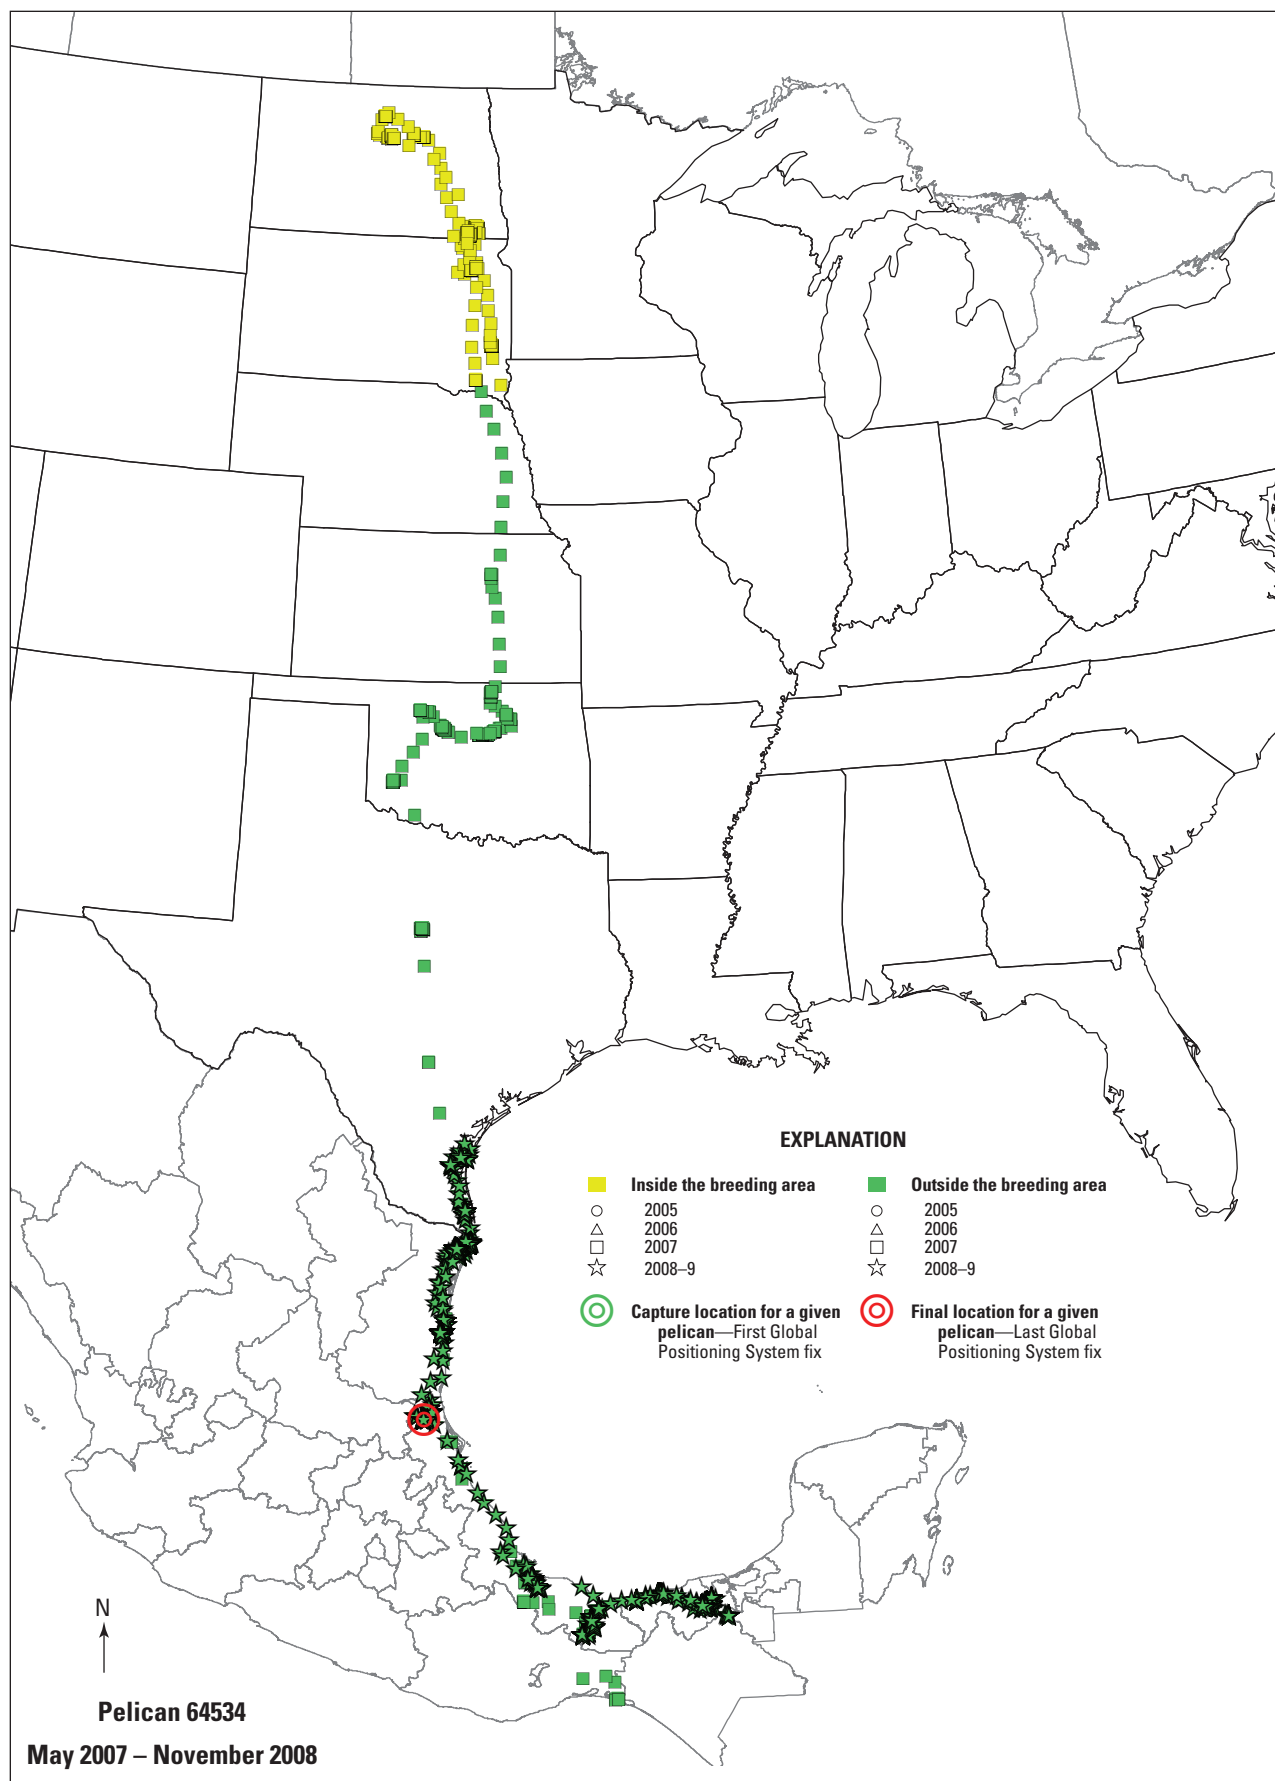 EXPLANATION
Inside the breeding area
2005
2006
2007
2008–9
Capture location for a given
pelican—First Global
Positioning System fix
Outside the breeding area
2005
2006
2007
2008–9
Final location for a given
pelican—Last Global
Positioning System fix
N
Pelican 64534
May 2007 – November 2008